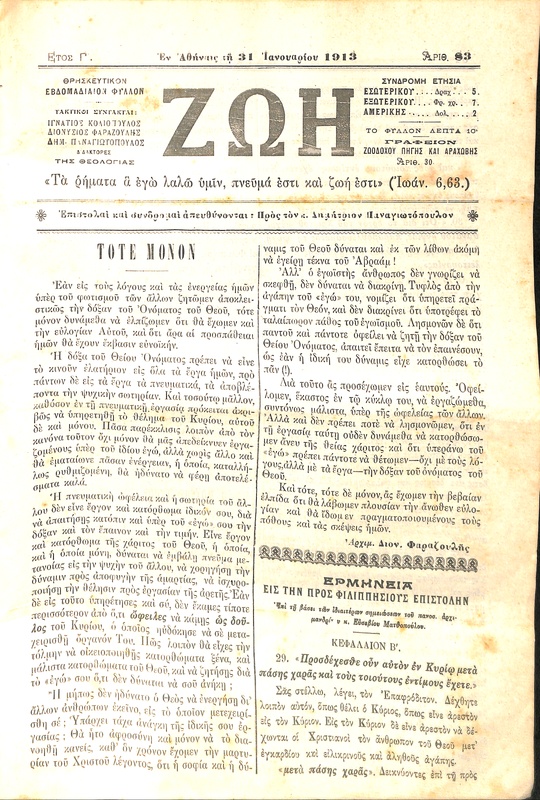 Ἔτος Γʹ.
Ἐν Ἀθήναις τῇ 31 Ἰανουαρίου 1913
Ἀριθ. 83
ΘΡΗΣΚΕΥΤΙΚΟΝ
ΕΒΔΟΜΑΔΙΑΙΟΝ ΦΥΛΛΟΝ
ΤΑΚΤΙΚΟΙ ΣΥΝΤΑΚΤΑΙ:
ΙΓΝΑΤΙΟΣ ΚΟΛΙΤΟΥΛΟΣ
ΔΙΟΝΥΣΙΟΣ ΦΑΡΑΖΟΥΛΗΣ
ΔΗΜ. ΠΑΝΑΓΙΩΤΟΠΟΥΛΟΣ
ΔΙΔΑΚΤΟΡΕΣ
ΤΗΣ ΘΕΟΛΟΓΙΑΣ
ΖΩΗ
ΣΥΝΔΡΟΜΗ ΕΤΗΣΙΑ
ΕΣΩΤΕΡΙΚΟΥ.... Δραχ. 5.
ΕΞΩΤΕΡΙΚΟΥ.... Φρ. χρ. 7.
ΑΜΕΡΙΚΗΣ.... Δολ. 2
ΤΟ ΦΥΛΛΟΝ ΛΕΠΤΑ 10
ΓΡΑΦΕΙΟΝ
ΖΩΟΔΟΧΟΥ ΠΗΓΗΣ ΚΑΙ ΑΡΑΧΩΒΗΣ
Ἀριθ. 30
«Τὰ ῥήματα ἃ ἐγὼ λαλῶ ὑμῖν, πνεῦμά ἐστι καὶ ζωή ἐστι» (Ἰωάν. 6,63.)
Ἐπιστολαὶ καὶ συνδρομαὶ ἀπευθύνονται: Πρὸς τὸν κ. Δημήτριον Παναγιωτόπουλον
ΤΟΤΕ ΜΟΝΟΝ
Ἐὰν εἰς τοὺς λόγους καὶ τὰς ἐνεργείας ἡμῶν
ὑπὲρ τοῦ φωτισμοῦ τῶν ἄλλων ζητῶμεν ἀποκλει-
στικῶς τὴν δόξαν τοῦ Ὀνόματος τοῦ Θεοῦ, τότε
μόνον δυνάμεθα νὰ ἐλπίζωμεν ὅτι θὰ ἔχωμεν καὶ
τὴν εὐλογίαν Αὐτοῦ, καὶ ὅτι ἄρα αἱ προσπάθειαι
ἡμῶν θὰ ἔχουν ἔκβασιν εὐνοϊκήν.
Ἡ δόξα τοῦ Θείου Ὀνόματος πρέπει νὰ εἶνε
τὸ κινοῦν ἐλατήριον εἰς ὅλα τὰ ἔργα ἡμῶν, πρὸ
πάντων δὲ εἰς τὰ ἔργα τὰ πνευματικά, τὰ ἀποβλέ-
ποντα τὴν ψυχικὴν σωτηρίαν. Καὶ τοσούτῳ μᾶλλον,
καθόσον ἐν τῇ πνευματικῇ ἐργασίᾳ πρόκειται ἀκρι-
βῶς νὰ ὑπηρετηθῇ τὸ θέλημα τοῦ Κυρίου, αὐτοῦ
δὲ καὶ μόνου. Πᾶσα παρέκκλισις λοιπὸν ἀπὸ τὸν
κανόνα τοῦτον ὄχι μόνον θὰ μᾶς ἀπεδείκνυεν ἐργα-
ζομένους ὑπὲρ τοῦ ἰδίου ἐγώ, ἀλλὰ χωρὶς ἄλλο καὶ
θὰ ἐματαίωνε πᾶσαν ἐνέργειαν, ἡ ὁποία, καταλλή-
λως ρυθμιζομένη, θὰ ἠδύνατο νὰ φέρῃ ἀποτελέ-
σματα καλά.
Ἡ πνευματικὴ ὠφέλεια καὶ ἡ σωτηρία τοῦ ἄλ-
λου δὲν εἶνε ἔργον καὶ κατόρθωμα ἰδικόν σου, διὰ
νὰ ἀπαιτήσῃς κατόπιν καὶ ὑπὲρ τοῦ «ἐγώ» σου τὴν
δόξαν καὶ τὸν ἔπαινον καὶ τὴν τιμήν. Εἶνε ἔργον
καὶ κατόρθωμα τῆς χάριτος τοῦ Θεοῦ, ἡ ὁποία,
καὶ ἡ ὁποία μόνη, δύναται νὰ ἐμβάλῃ πνεῦμα με-
τανοίας εἰς τὴν ψυχὴν τοῦ ἄλλου, νὰ χορηγήσῃ τὴν
δύναμιν πρὸς ἀποφυγὴν τῆς ἁμαρτίας, νὰ ἰσχυρο-
ποιήσῃ τὴν θέλησιν πρὸς ἐργασίαν τῆς ἀρετῆς. Ἐὰν
δὲ εἰς τοῦτο ὑπηρέτησες καὶ σύ, δὲν ἔκαμες τίποτε
περισσότερον ἀπὸ ὅ,τι ὤφειλες νὰ κάμῃς ὡς δοῦ-
λος τοῦ Κυρίου, ὁ ὁποῖος ηὐδόκησε νὰ σὲ μετα-
χειρισθῇ ὄργανόν Του. Πῶς λοιπὸν θὰ εἶχες τὴν
τόλμην νὰ οἰκειοποιηθῇς κατορθώματα ξένα, καὶ
μάλιστα κατορθώματα τοῦ Θεοῦ, καὶ νὰ ζητήσῃς διὰ
τὸ «ἐγώ» σου ὅ,τι δὲν δύναται νὰ σοῦ ἀνήκῃ;
Ἢ μήπως δὲν ἠδύνατο ὁ Θεὸς νὰ ἐνεργήσῃ δι'
ἄλλων ἀνθρώπων ἐκεῖνο, εἰς τὸ ὁποῖον μετεχειρί-
σθη σέ; Ὑπάρχει τάχα ἀνάγκη τῆς ἰδικῆς σου ἐρ-
γασίας; Θὰ ἦτο ἀφροσύνη καὶ μόνον νὰ τὸ δια-
νοηθῇ κανείς, καθ' ὃν χρόνον ἔχομεν τὴν μαρτυ-
ρίαν τοῦ Χριστοῦ λέγοντος, ὅτι ἡ σοφία καὶ ἡ δύ-
ναμις τοῦ Θεοῦ δύναται καὶ ἐκ τῶν λίθων ἀκόμη
νὰ ἐγείρῃ τέκνα τοῦ Ἀβραάμ!
Ἀλλ' ὁ ἐγωϊστὴς ἄνθρωπος δὲν γνωρίζει νὰ
σκεφθῇ, δὲν δύναται νὰ διακρίνῃ. Τυφλὸς ἀπὸ τὴν
ἀγάπην τοῦ «ἐγώ» του, νομίζει ὅτι ὑπηρετεῖ πρά-
γματι τὸν Θεόν, καὶ δὲν διακρίνει ὅτι ὑποτρέφει τὸ
ταλαίπωρον πάθος τοῦ ἐγωϊσμοῦ. Λησμονῶν δὲ ὅτι
παντοῦ καὶ πάντοτε ὀφείλει νὰ ζητῇ τὴν δόξαν τοῦ
Θείου Ὀνόματος, ἀπαιτεῖ ἔπειτα νὰ τὸν ἐπαινέσουν,
ὡς ἐὰν ἡ ἰδική του δύναμις εἶχε κατορθώσει τὸ
πᾶν (!).
Διὰ τοῦτο ἂς προσέχωμεν εἰς ἑαυτούς. Ὀφεί-
λομεν, ἕκαστος ἐν τῷ κύκλῳ του, νὰ ἐργαζώμεθα,
συντόνως μάλιστα, ὑπὲρ τῆς ὠφελείας τῶν ἄλλων.
Ἀλλὰ καὶ δὲν πρέπει ποτὲ νὰ λησμονῶμεν, ὅτι ἐν
τῇ ἐργασίᾳ ταύτῃ οὐδὲν δυνάμεθα νὰ κατορθώσω-
μεν ἄνευ τῆς θείας χάριτος καὶ ὅτι ὑπεράνω τοῦ
«ἐγώ» πρέπει πάντοτε νὰ θέτωμεν—ὄχι μὲ τοὺς λό-
γους, ἀλλὰ μὲ τὰ ἔργα—τὴν δόξαν τοῦ ὀνόματος τοῦ
Θεοῦ.
Καὶ τότε, τότε δὲ μόνον, ἂς ἔχωμεν τὴν βεβαίαν
ἐλπίδα ὅτι θὰ λάβωμεν πλουσίαν τὴν ἄνωθεν εὐλο-
γίαν καὶ θὰ ἴδωμεν πραγματοποιουμένους τοὺς
πόθους καὶ τὰς σκέψεις ἡμῶν.
Ἀρχιμ. Διον. Φαραζουλῆς
ΕΡΜΗΝΕΙΑ
ΕΙΣ ΤΗΝ ΠΡΟΣ ΦΙΛΙΠΠΗΣΙΟΥΣ ΕΠΙΣΤΟΛΗΝ
Ἐπὶ τῇ βάσει τῶν ἰδιαιτέρων σημειώσεων τοῦ πανοσ. ἀρχι-
μανδρί του κ. Εὐσεβίου Ματθοπούλου.
ΚΕΦΑΛΑΙΟΝ Βʹ.
29. «Προσδέχεσθε οὖν αὐτὸν ἐν Κυρίῳ μετὰ
πάσης χαρᾶς καὶ τοὺς τοιούτους ἐντίμους ἔχετε.»
Σᾶς στέλλω, λέγει, τὸν Ἐπαφρόδιτον. Δέχθητε
λοιπὸν αὐτόν, ὅπως θέλει ὁ Κύριος, ὅπως εἶνε ἀρεστὸν
εἰς τὸν Κύριον. Εἰς τὸν Κύριον δὲ εἶνε ἀρεστὸν νὰ δέ-
χωνται οἱ Χριστιανοὶ τὸν ἄνθρωπον τοῦ Θεοῦ μετ'
ἐγκαρδίου καὶ εἰλικρινοῦς καὶ ἀληθοῦς ἀγάπης.
«μετὰ πάσης χαρᾶς». Δεικνύοντες ἐπὶ τῷ πρὸς